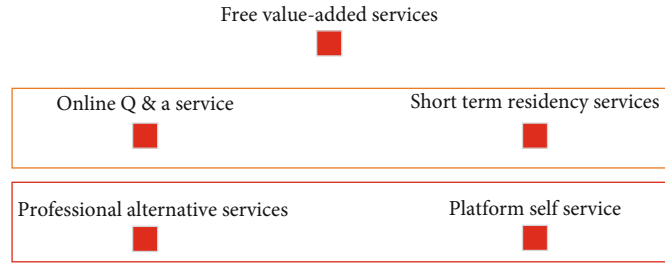 Free value-added services
Online Q & a service
Short term residency services
Professional alternative services
Platform self service